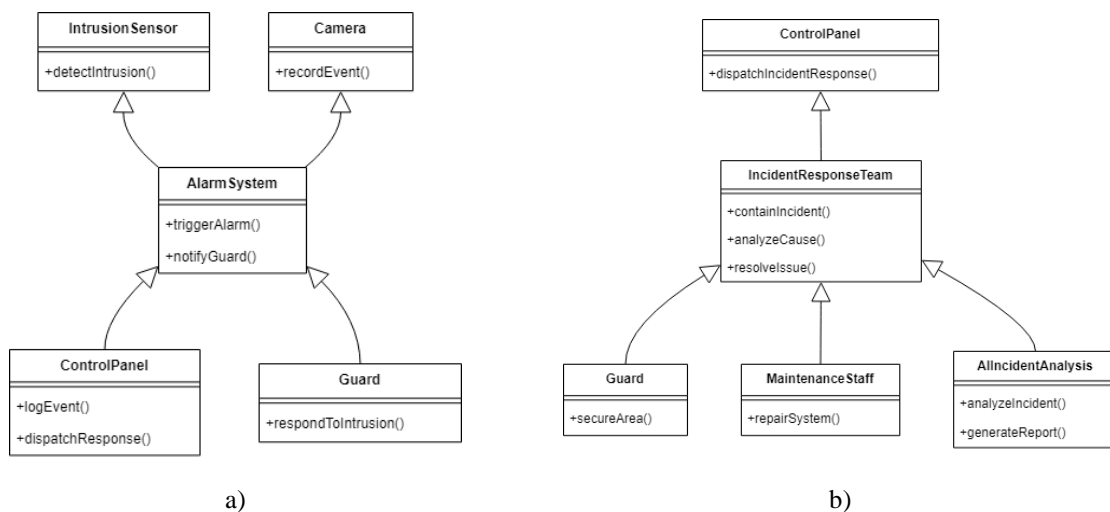 IntrusionSensor
+detectIntrusion()
Camera
+recordEvent()
AlarmSystem
+triggerAlarm()
+notifyGuard()
ControlPanel
+logEvent()
+dispatchResponse()
Guard
+respondToIntrusion()
a)
ControlPanel
+dispatchIncidentResponse()
IncidentResponseTeam
+containIncident()
+analyzeCause()
+resolveIssue()
Guard
+secureArea()
MaintenanceStaff
+repairSystem()
AIIncidentAnalysis
+analyzeIncident()
+generateReport()
b)